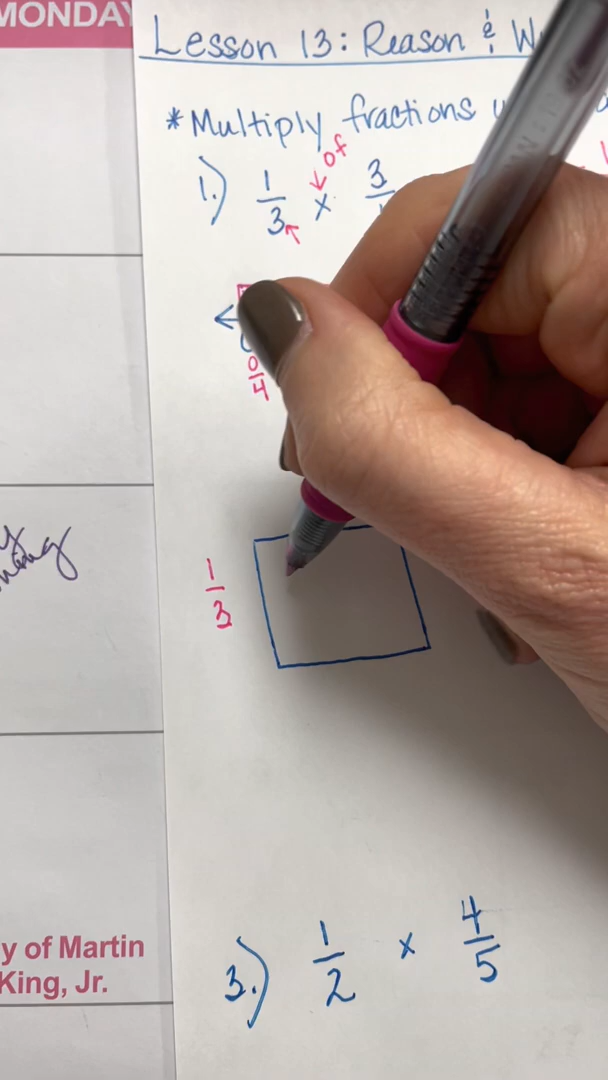 MONDAY
Lesson 13: Reason &
* Multiply fractions
of
1.) 1/3 x 3/
0/4
1/3
3.) 1/2 x 4/5
y of Martin
King, Jr.